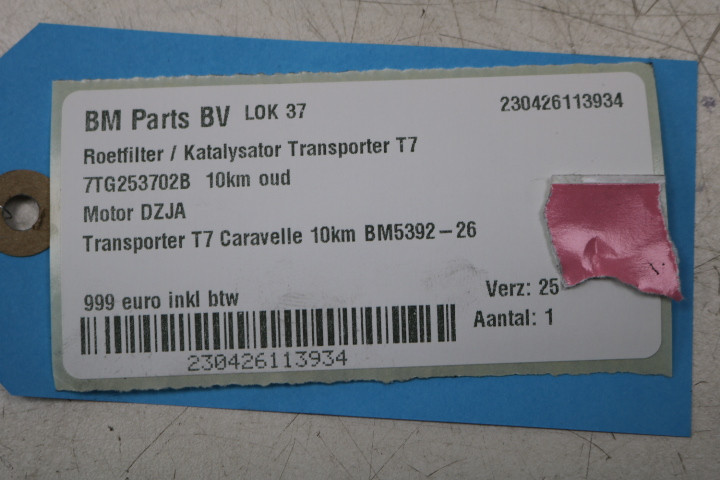 BM Parts BV LOK 37 230426113934
Roetfilter / Katalysator Transporter T7
7TG253702B 10km oud
Motor DZJA
Transporter T7 Caravelle 10km BM5392-26
999 euro inkl btw Verz: 25
Aantal: 1
230426113934